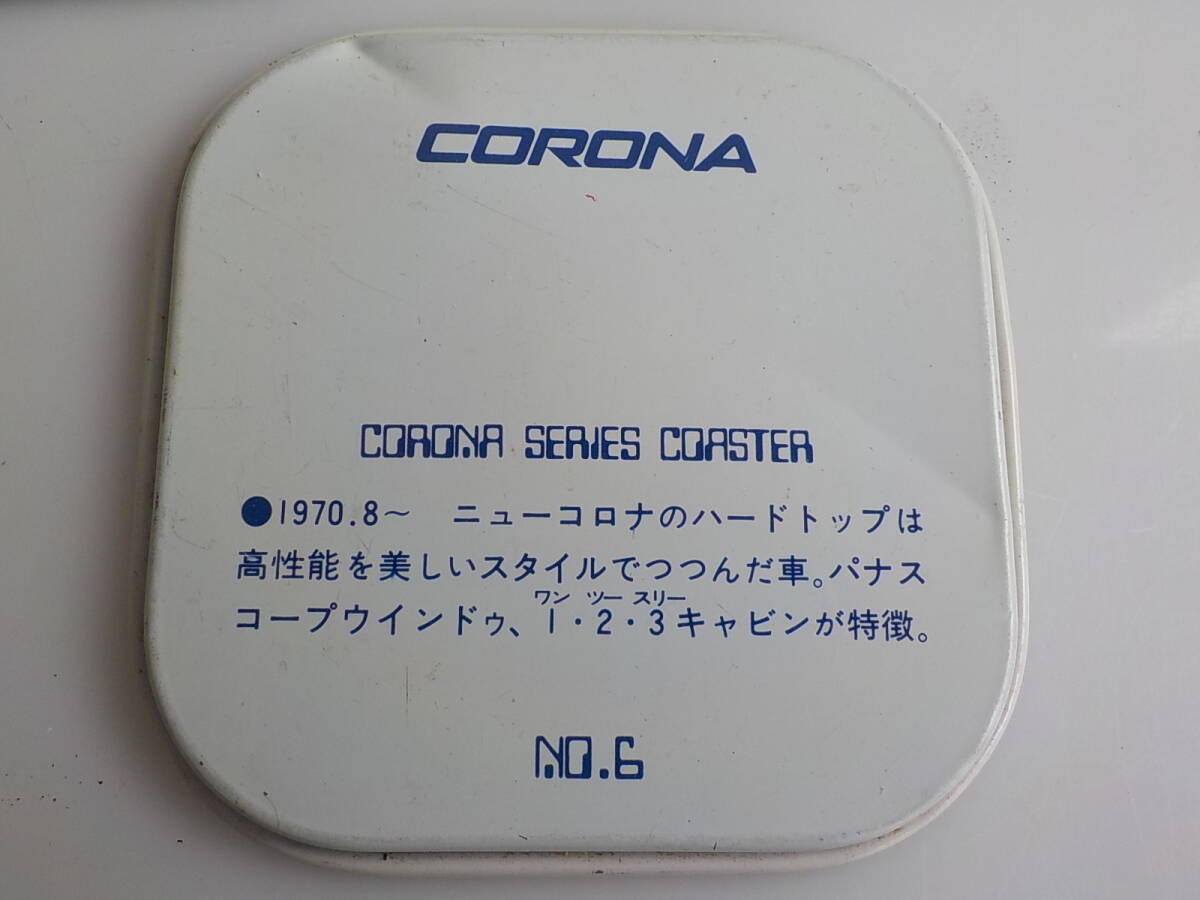 CORONA
CORONA SERIES COASTER
●1970.8～ ニューコロナのハードトップは
高性能を美しいスタイルでつつんだ車。パナス
ワン ツー スリー
コープウインドゥ、1・2・3キャビンが特徴。
NO.6